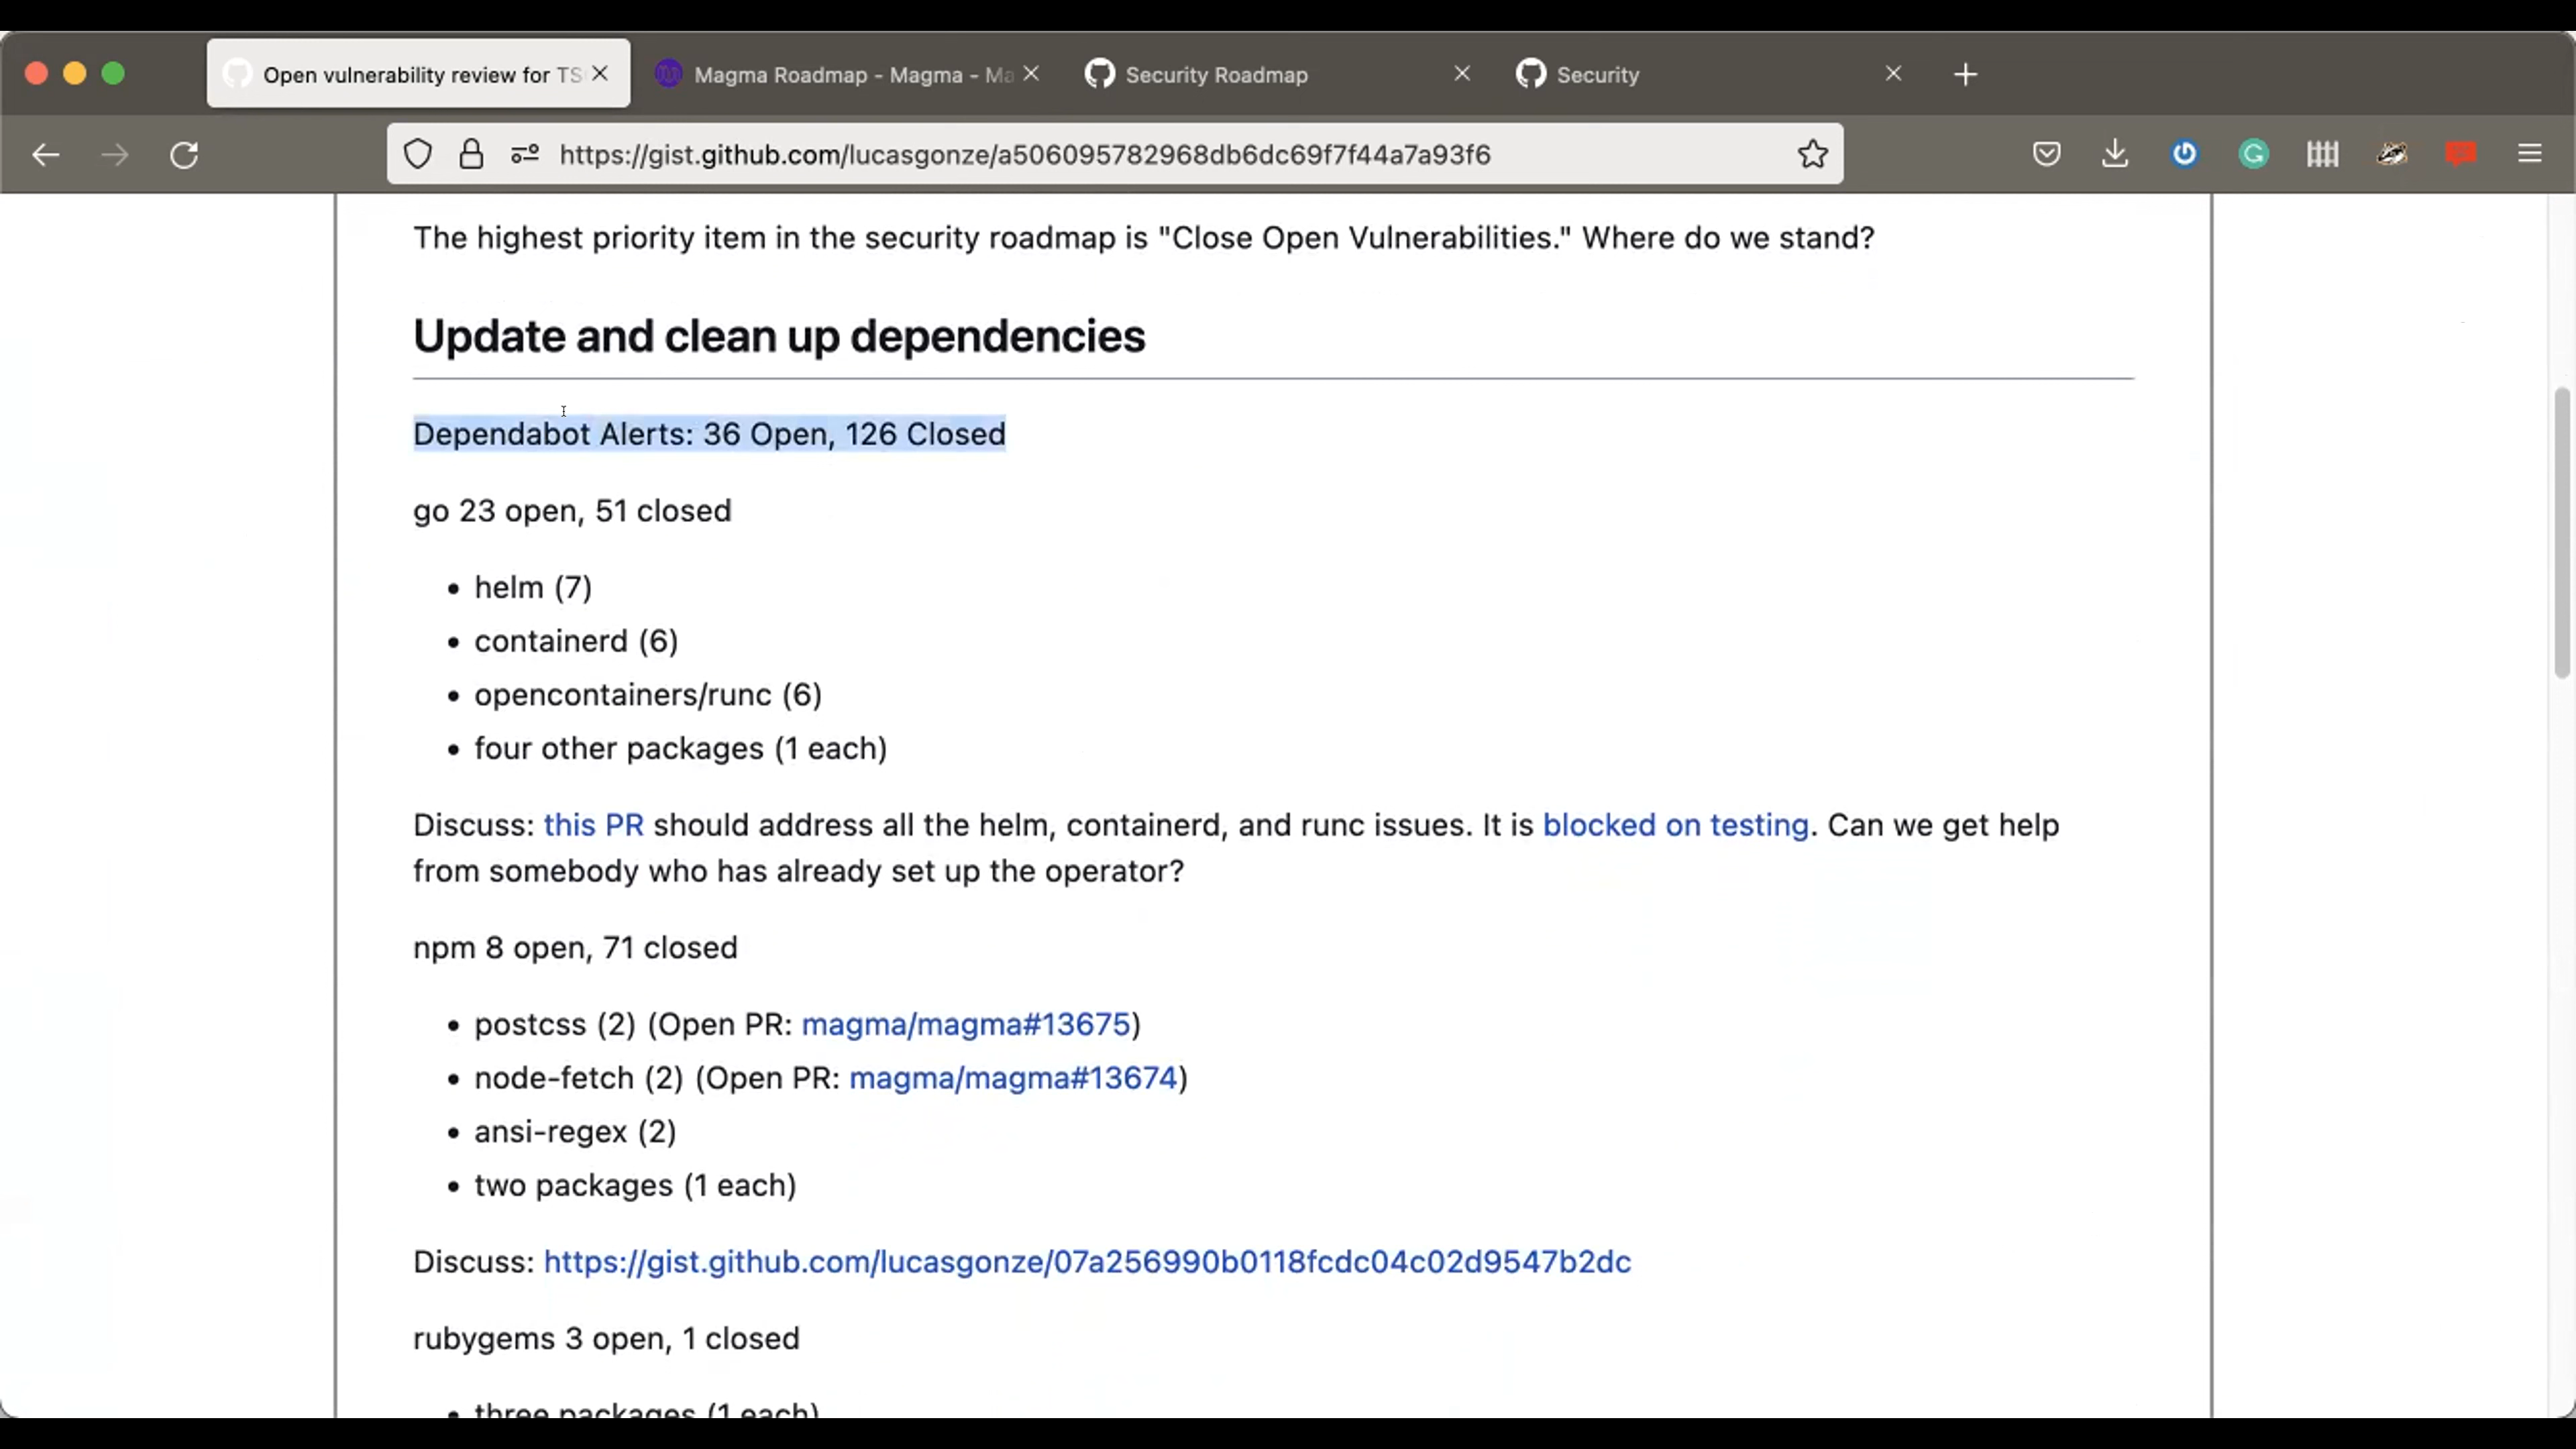 Open vulnerability review for TS
Magma Roadmap - Magma - Ma
Security Roadmap
Security
https://gist.github.com/lucasgonze/a506095782968db6dc69f7f44a7a93f6
The highest priority item in the security roadmap is "Close Open Vulnerabilities." Where do we stand?
Update and clean up dependencies
Dependabot Alerts: 36 Open, 126 Closed
go 23 open, 51 closed
• helm (7)
• containerd (6)
• opencontainers/runc (6)
• four other packages (1 each)
Discuss: this PR should address all the helm, containerd, and runc issues. It is blocked on testing. Can we get help
from somebody who has already set up the operator?
npm 8 open, 71 closed
• postcss (2) (Open PR: magma/magma#13675)
• node-fetch (2) (Open PR: magma/magma#13674)
• ansi-regex (2)
• two packages (1 each)
Discuss: https://gist.github.com/lucasgonze/07a256990b0118fcdc04c02d9547b2dc
rubygems 3 open, 1 closed
• three packages (1 each)